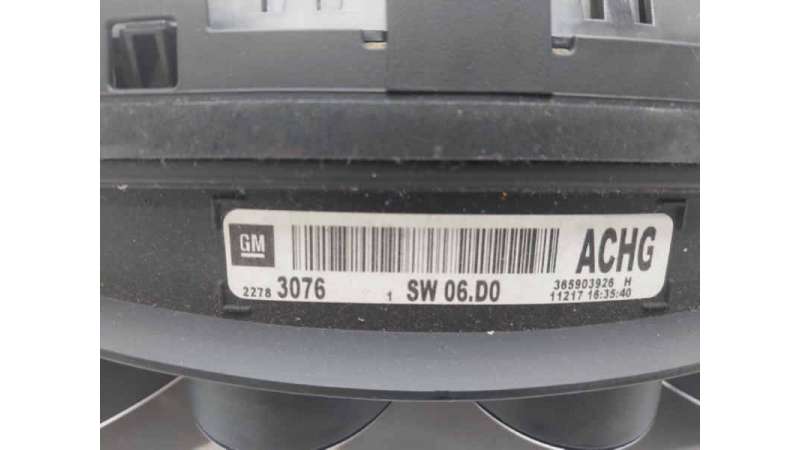 GM
ACHG
2278 3076 1 SW 06.D0
365903926 H
11217 16:35:40